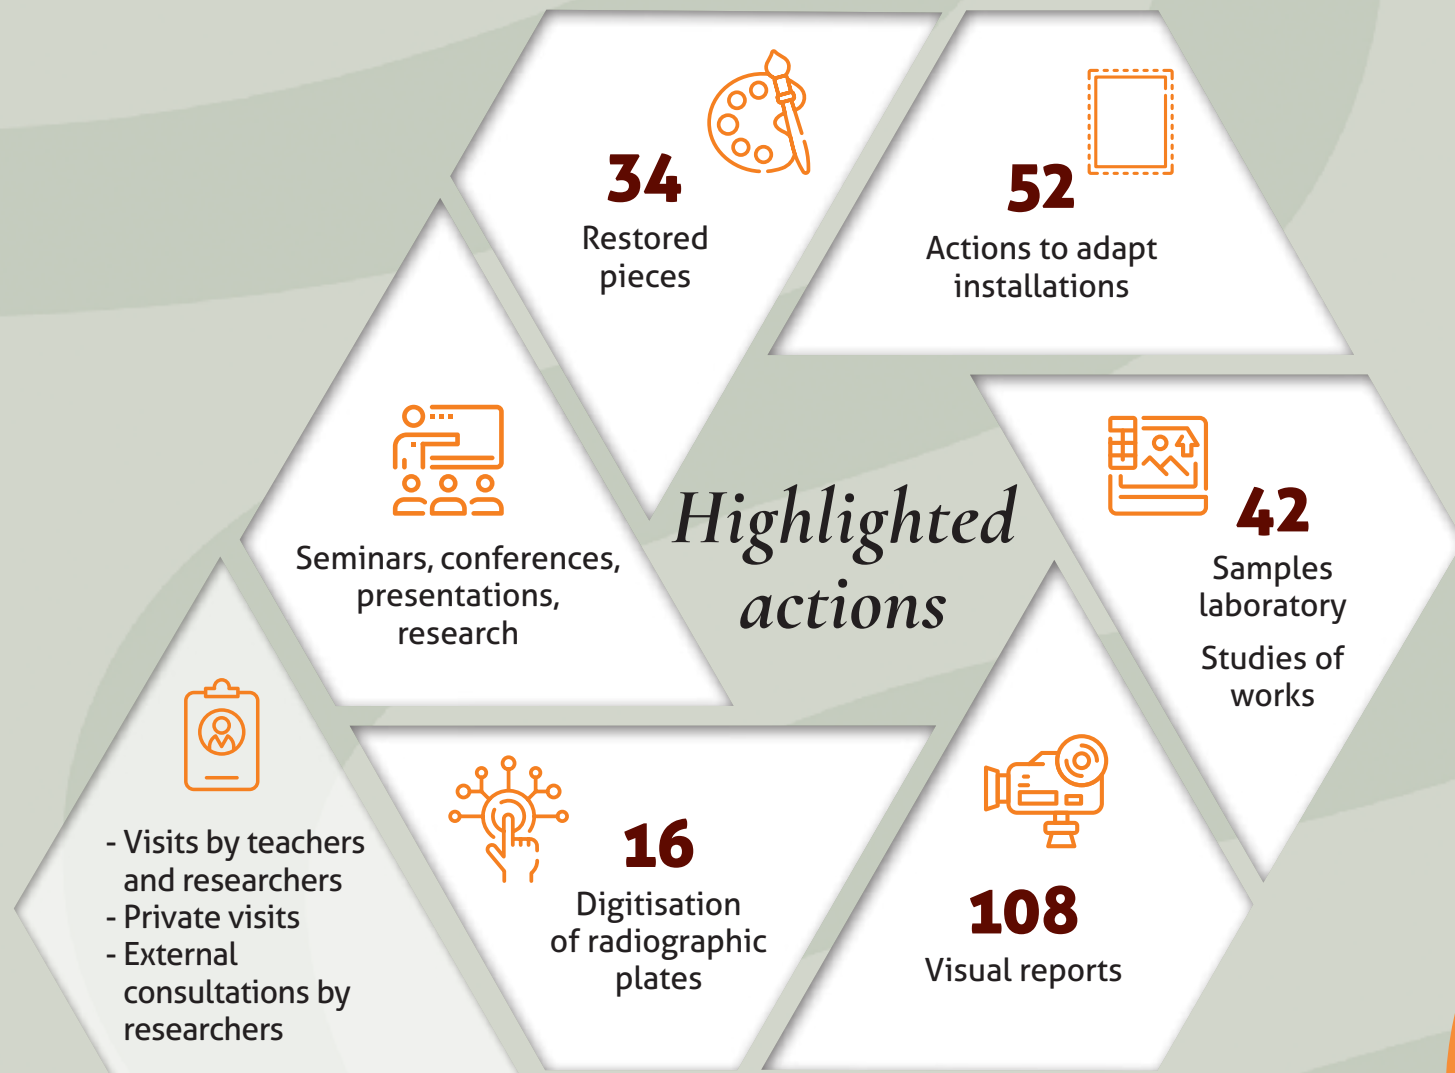 34
Restored
pieces
52
Actions to adapt
installations
Seminars, conferences,
presentations,
research
Highlighted
actions
42
Samples
laboratory
Studies of
works
- Visits by teachers
and researchers
- Private visits
- External
consultations by
researchers
16
Digitisation
of radiographic
plates
108
Visual reports